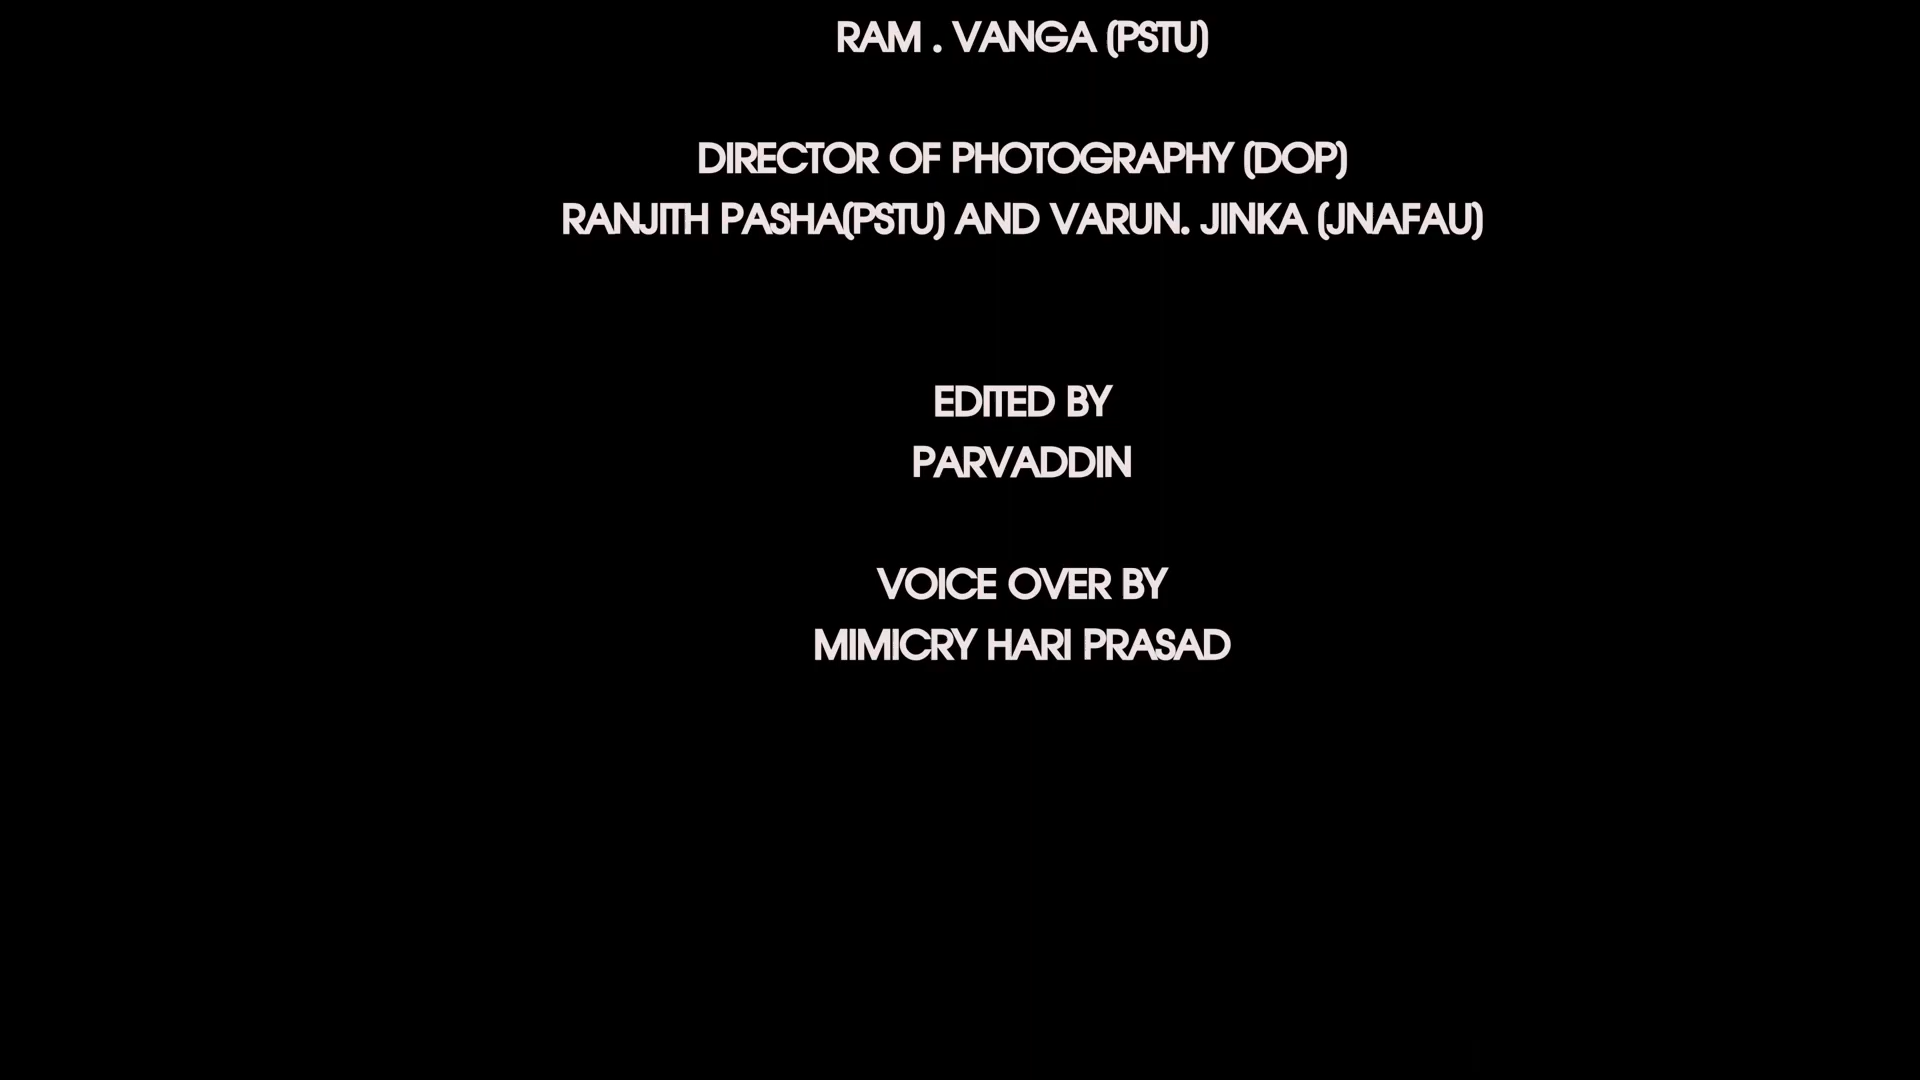 RAM . VANGA (PSTU)
DIRECTOR OF PHOTOGRAPHY (DOP)
RANJITH PASHA(PSTU) AND VARUN. JINKA (JNAFAU)
EDITED BY
PARVADDIN
VOICE OVER BY
MIMICRY HARI PRASAD